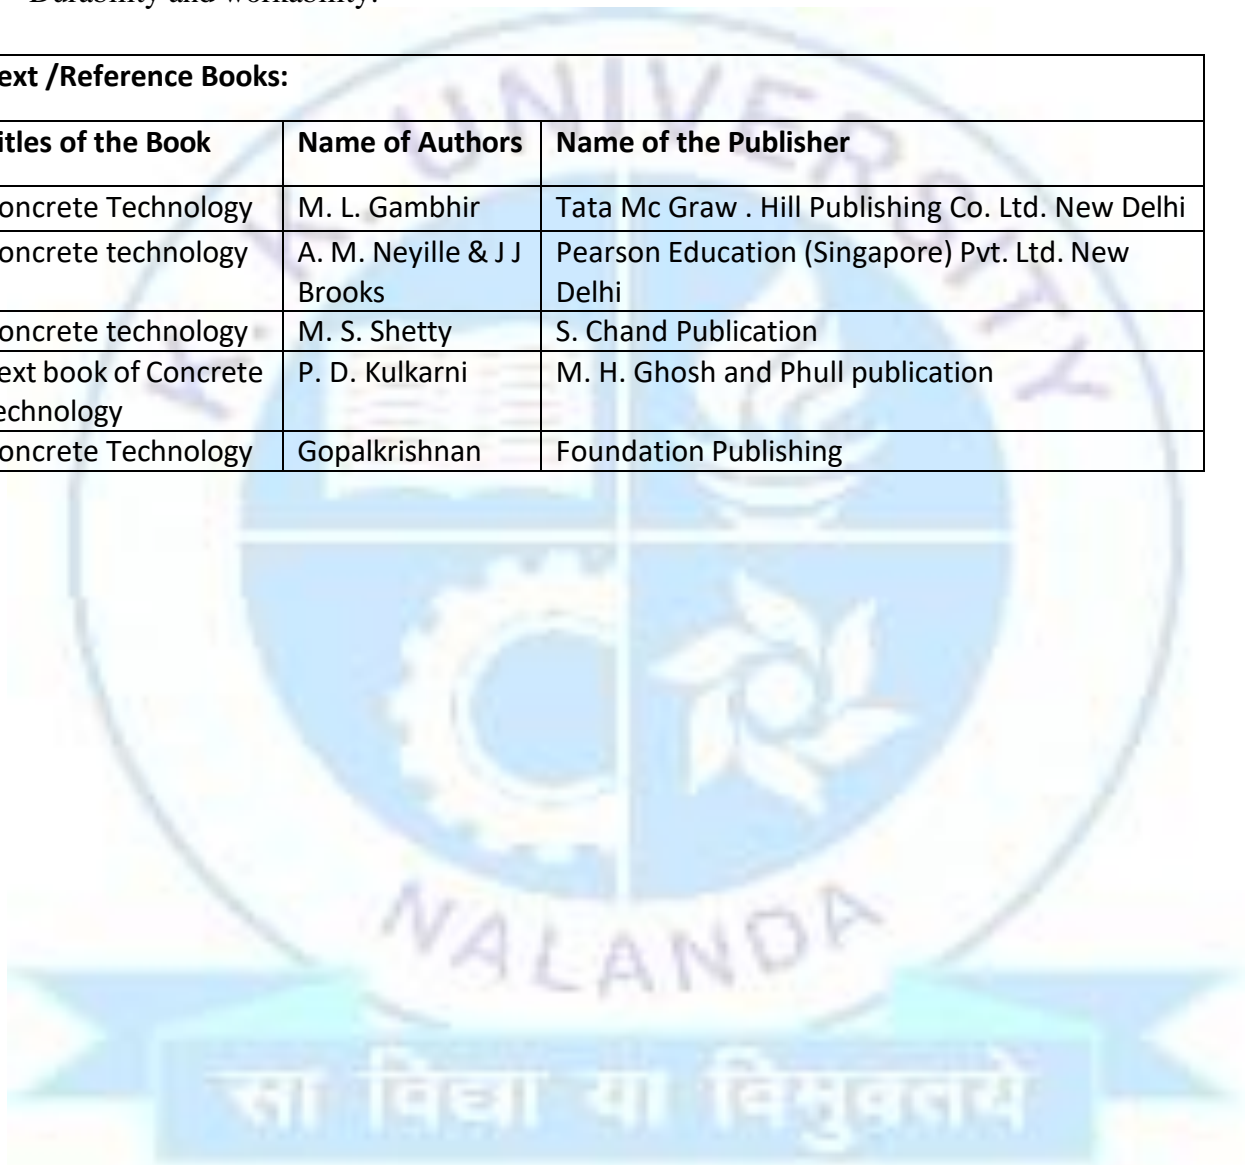 Durability and workability.
ext /Reference Books:
itles of the Book Name of Authors Name of the Publisher
oncrete Technology M. L. Gambhir Tata Mc Graw . Hill Publishing Co. Ltd. New Delhi
oncrete technology A. M. Neyille & J J Pearson Education (Singapore) Pvt. Ltd. New
Brooks Delhi
oncrete technology M. S. Shetty S. Chand Publication
ext book of Concrete P. D. Kulkarni M. H. Ghosh and Phull publication
echnology
oncrete Technology Gopalkrishnan Foundation Publishing
K. K. UNIVERSITY
NALANDA
सा विद्या या विमुक्तये